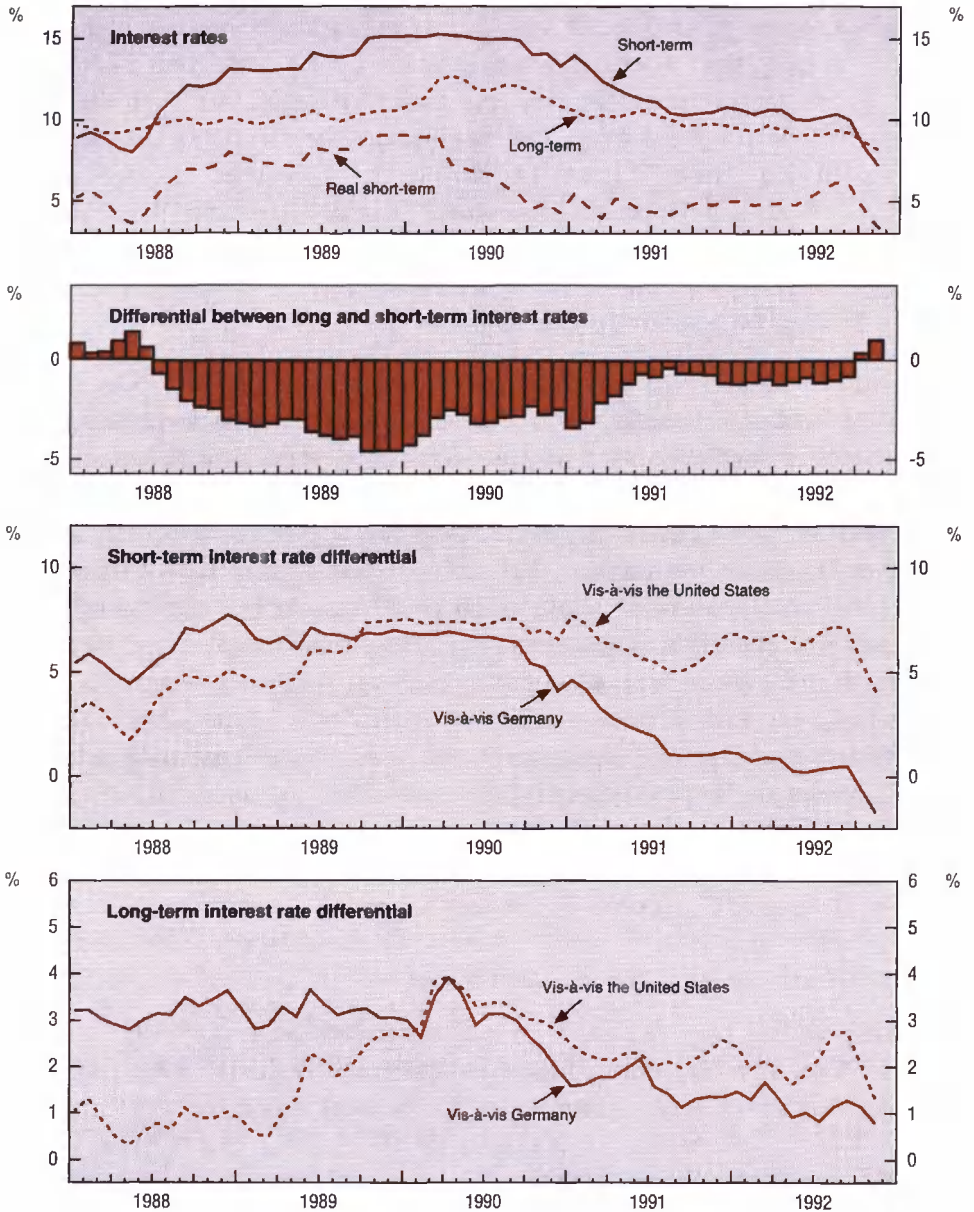 % %
Interest rates
15 15
Short-term
10 10
Long-term
Real short-term
5 5
1988 1989 1990 1991 1992
% %
Differential between long and short-term interest rates
0 0
-5 -5
1988 1989 1990 1991 1992
% %
Short-term interest rate differential
10 10
Vis-à-vis the United States
5 5
Vis-à-vis Germany
0 0
1988 1989 1990 1991 1992
% %
6 6
Long-term interest rate differential
5 5
4 4
Vis-à-vis the United States
3 3
2 2
Vis-à-vis Germany
1 1
0 0
1988 1989 1990 1991 1992